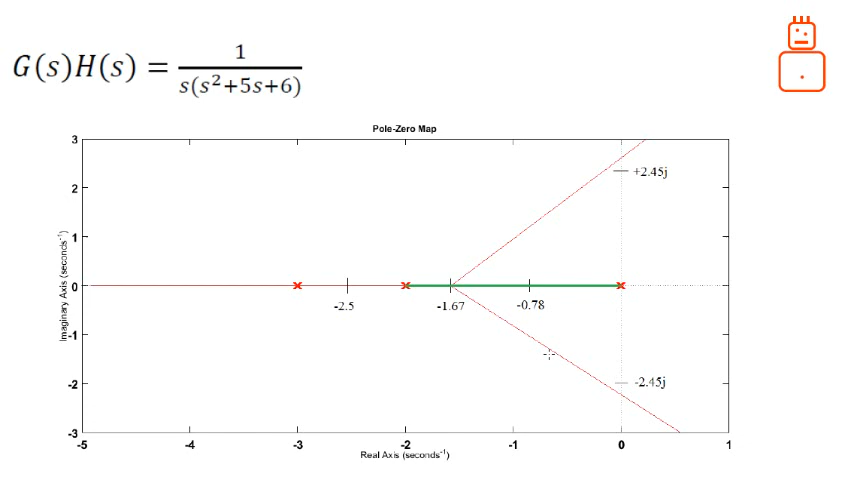 G(s)H(s) = 1 / s(s²+5s+6)
Pole-Zero Map
3
2
1
0
-1
-2
-3
Imaginary Axis (seconds⁻¹)
+2.45j
-2.5
-1.67
-0.78
-2.45j
-5
-4
-3
-2
-1
0
1
Real Axis (seconds⁻¹)